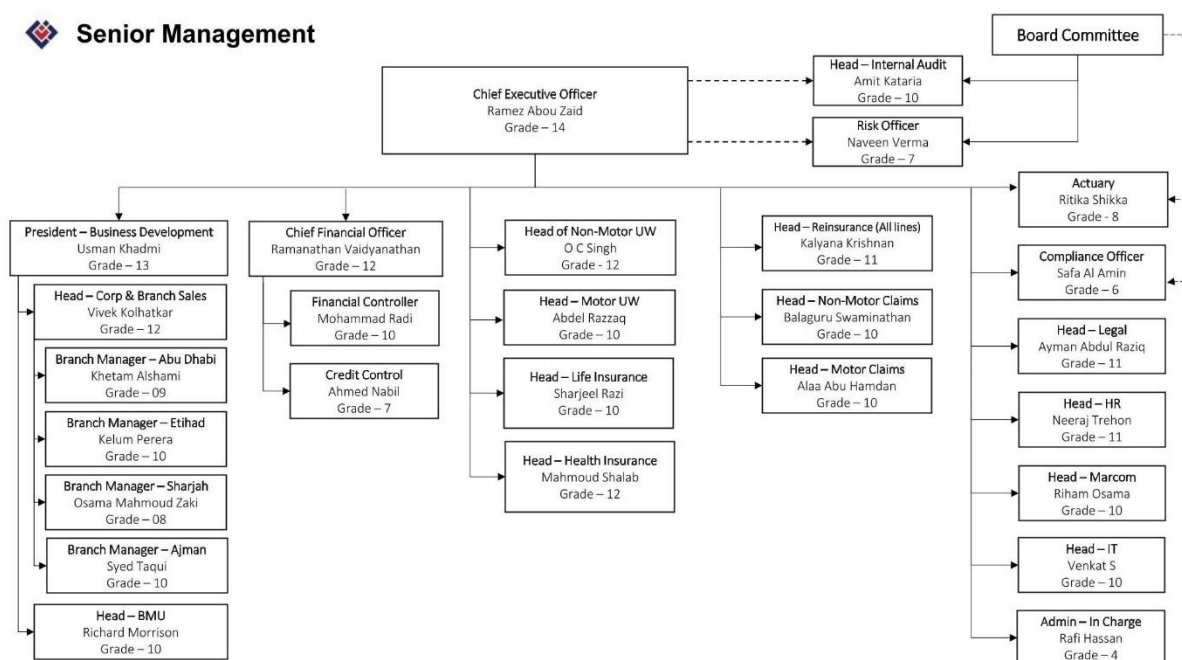 Senior Management
Board Committee
Chief Executive Officer
Ramez Abou Zaid
Grade – 14
Head – Internal Audit
Amit Kataria
Grade – 10
Risk Officer
Naveen Verma
Grade – 7
President – Business Development
Usman Khadmi
Grade – 13
Head – Corp & Branch Sales
Vivek Kolhatkar
Grade – 12
Branch Manager – Abu Dhabi
Khetam Alshami
Grade – 09
Branch Manager – Etihad
Kelum Perera
Grade – 10
Branch Manager – Sharjah
Osama Mahmoud Zaki
Grade – 08
Branch Manager – Ajman
Syed Taqui
Grade – 10
Head – BMU
Richard Morrison
Grade – 10
Chief Financial Officer
Ramanathan Vaidyanathan
Grade – 12
Financial Controller
Mohammad Radi
Grade – 10
Credit Control
Ahmed Nabil
Grade – 7
Head of Non-Motor UW
O C Singh
Grade - 12
Head – Motor UW
Abdel Razzaq
Grade – 10
Head – Life Insurance
Sharjeel Razi
Grade – 10
Head – Health Insurance
Mahmoud Shalab
Grade – 12
Head – Reinsurance (All lines)
Kalyana Krishnan
Grade – 11
Head – Non-Motor Claims
Balaguru Swaminathan
Grade – 10
Head – Motor Claims
Alaa Abu Hamdan
Grade – 10
Actuary
Ritika Shikka
Grade - 8
Compliance Officer
Safa Al Amin
Grade – 6
Head – Legal
Ayman Abdul Raziq
Grade – 11
Head – HR
Neeraj Trehon
Grade – 11
Head – Marcom
Riham Osama
Grade – 10
Head – IT
Venkat S
Grade – 10
Admin – In Charge
Rafi Hassan
Grade – 4